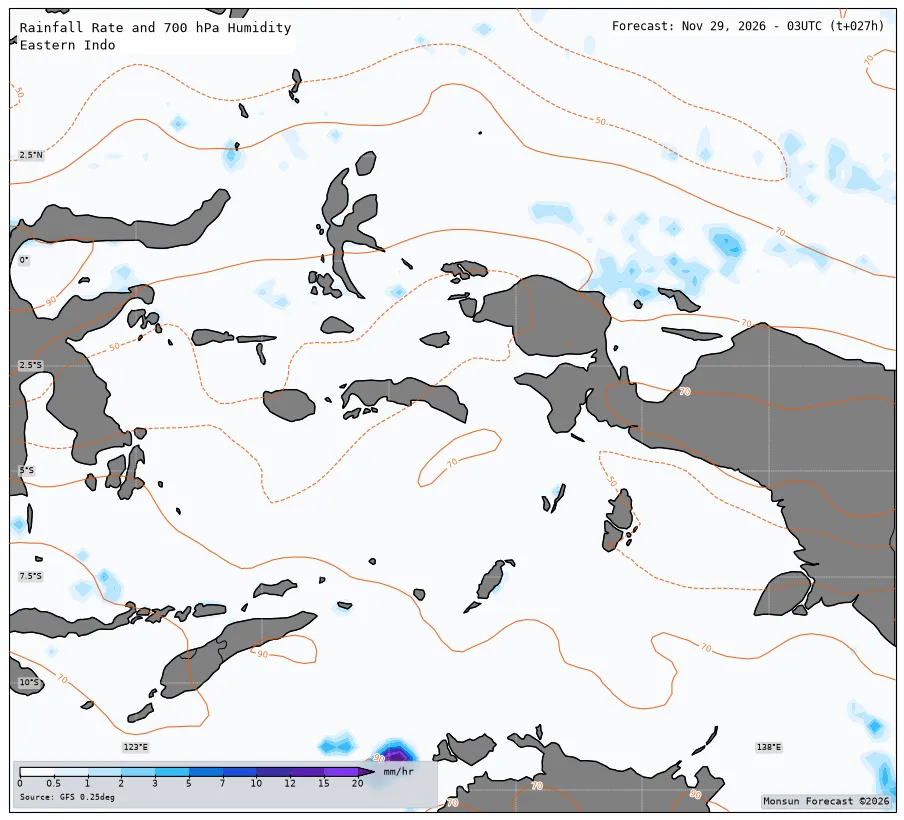 Rainfall Rate and 700 hPa Humidity
Eastern Indo
Forecast: Nov 29, 2026 - 03UTC (t+027h)
70
50
50
2.5°N
70
0°
90
70
50
2.5°S
70
70
5°S
50
7.5°S
70
90
70
10°S
123°E
138°E
90
mm/hr
0 0.5 1 2 3 5 7 10 12 15 20
70
90
Source: GFS 0.25deg
70
Monsun Forecast ©2026